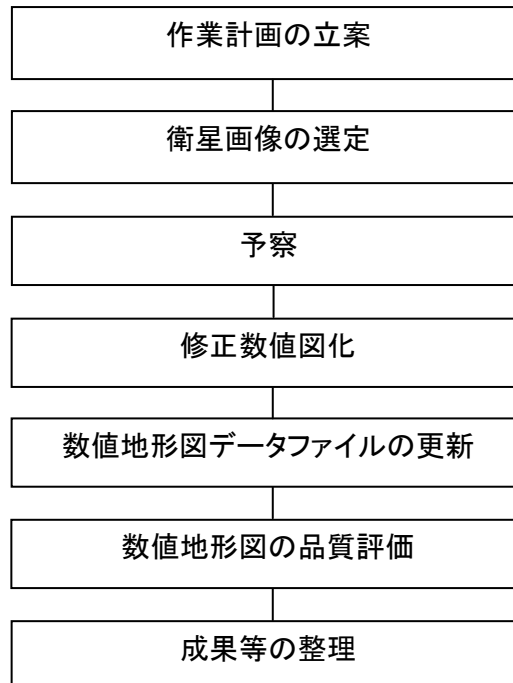 作業計画の立案
衛星画像の選定
予察
修正数値図化
数値地形図データファイルの更新
数値地形図の品質評価
成果等の整理